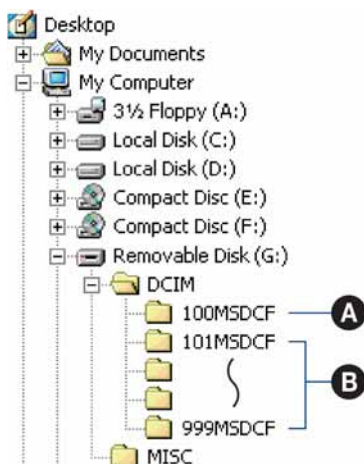 Desktop
My Documents
My Computer
3½ Floppy (A:)
Local Disk (C:)
Local Disk (D:)
Compact Disc (E:)
Compact Disc (F:)
Removable Disk (G:)
DCIM
100MSDCF A
101MSDCF
B
999MSDCF
MISC